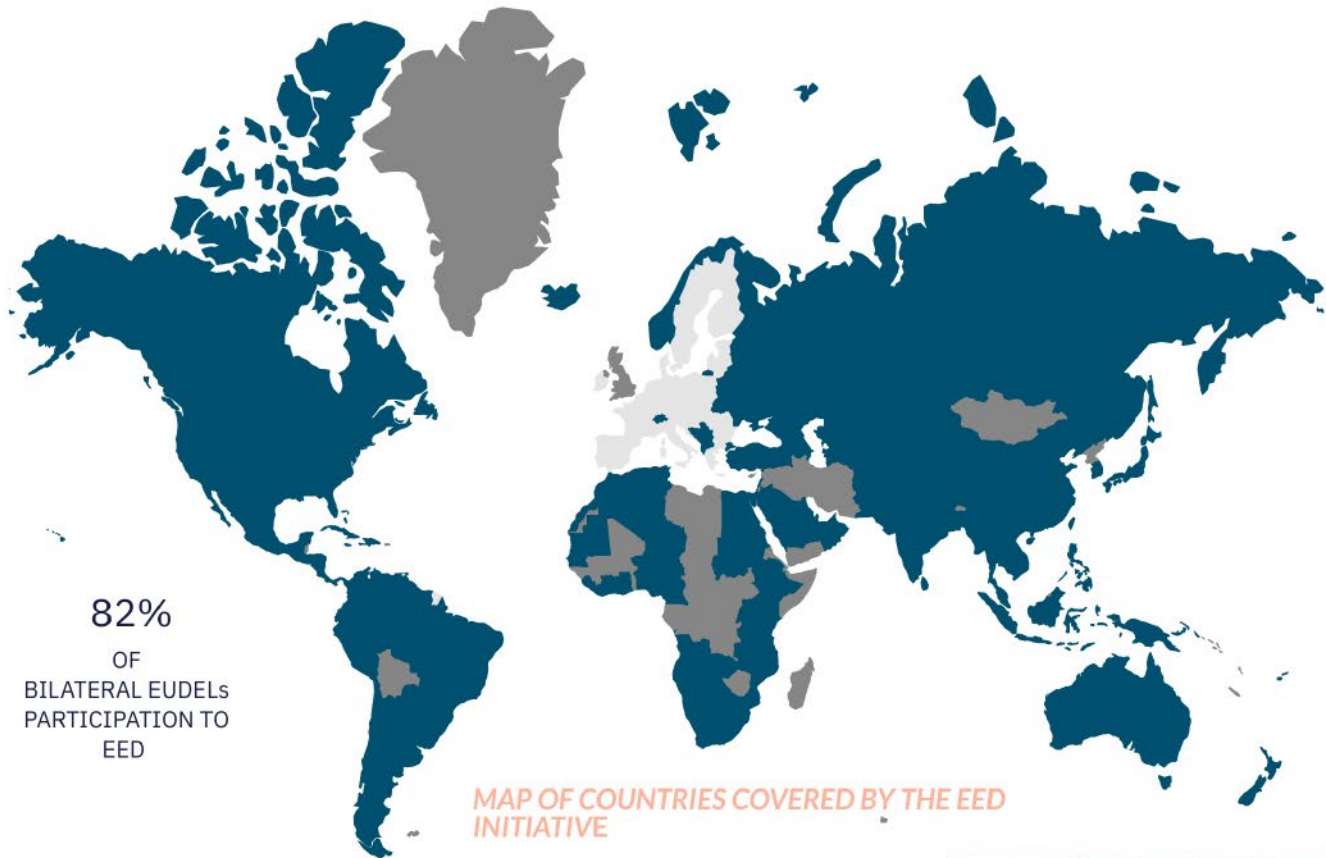 82%
OF
BILATERAL EUDELs
PARTICIPATION TO
EED
MAP OF COUNTRIES COVERED BY THE EED
INITIATIVE